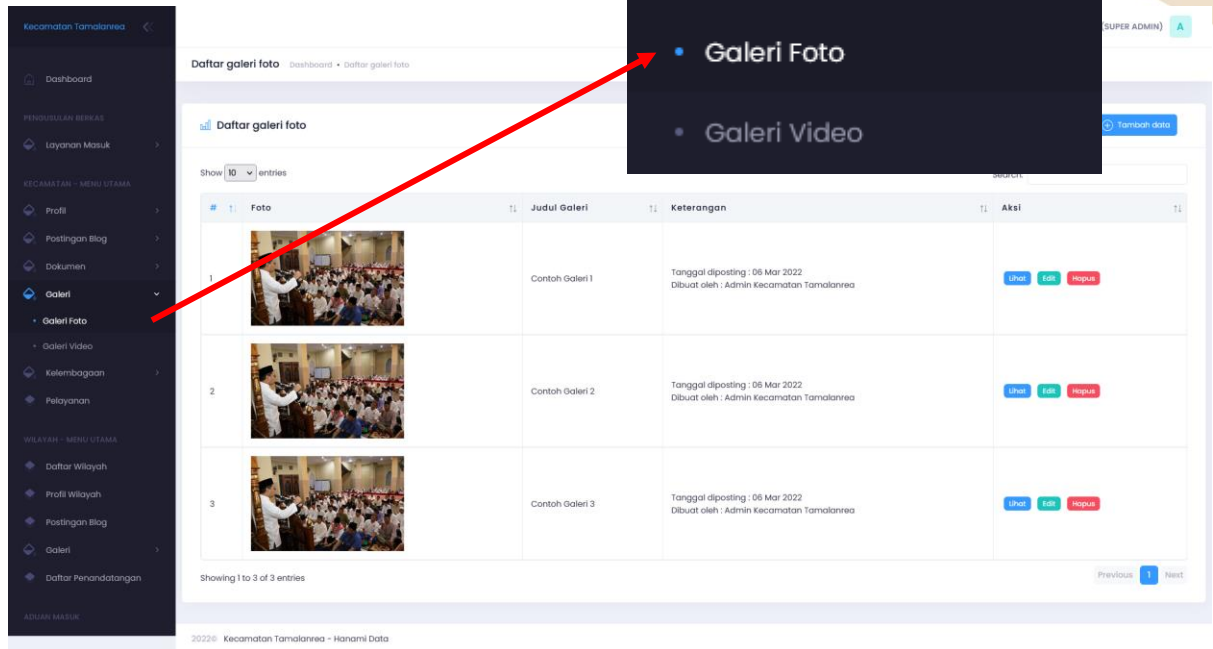 Kecamatan Tamalanrea
(SUPER ADMIN) A
Galeri Foto
Galeri Video
Daftar galeri foto Dashboard • Daftar galeri foto
Dashboard
PENGUSULAN BERKAS
Layanan Masuk
KECAMATAN - MENU UTAMA
Profil
Postingan Blog
Dokumen
Galeri
Galeri Foto
Galeri Video
Kelembagaan
Pelayanan
WILAYAH - MENU UTAMA
Daftar Wilayah
Profil Wilayah
Postingan Blog
Galeri
Daftar Penandatangan
ADUAN MASUK
Daftar galeri foto
Tambah data
Show 10 entries
Search:
# Foto Judul Galeri Keterangan Aksi
1 Contoh Galeri 1 Tanggal diposting : 06 Mar 2022
Dibuat oleh : Admin Kecamatan Tamalanrea
Lihat Edit Hapus
2 Contoh Galeri 2 Tanggal diposting : 06 Mar 2022
Dibuat oleh : Admin Kecamatan Tamalanrea
Lihat Edit Hapus
3 Contoh Galeri 3 Tanggal diposting : 06 Mar 2022
Dibuat oleh : Admin Kecamatan Tamalanrea
Lihat Edit Hapus
Showing 1 to 3 of 3 entries
Previous 1 Next
2022© Kecamatan Tamalanrea - Hanami Data